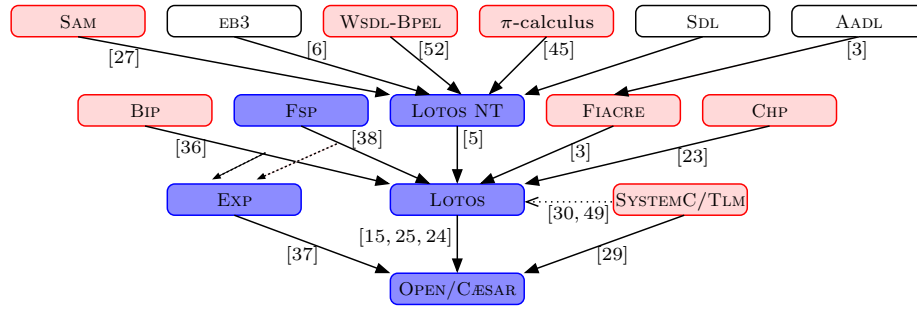 SAM
EB3
WSDL-BPEL
π-calculus
SDL
AADL
[27]
[6]
[52]
[45]
[3]
BIP
FSP
LOTOS NT
FIACRE
CHP
[36]
[38]
[5]
[3]
[23]
EXP
LOTOS
SYSTEMC/TLM
[30, 49]
[37]
[15, 25, 24]
[29]
OPEN/CÆSAR